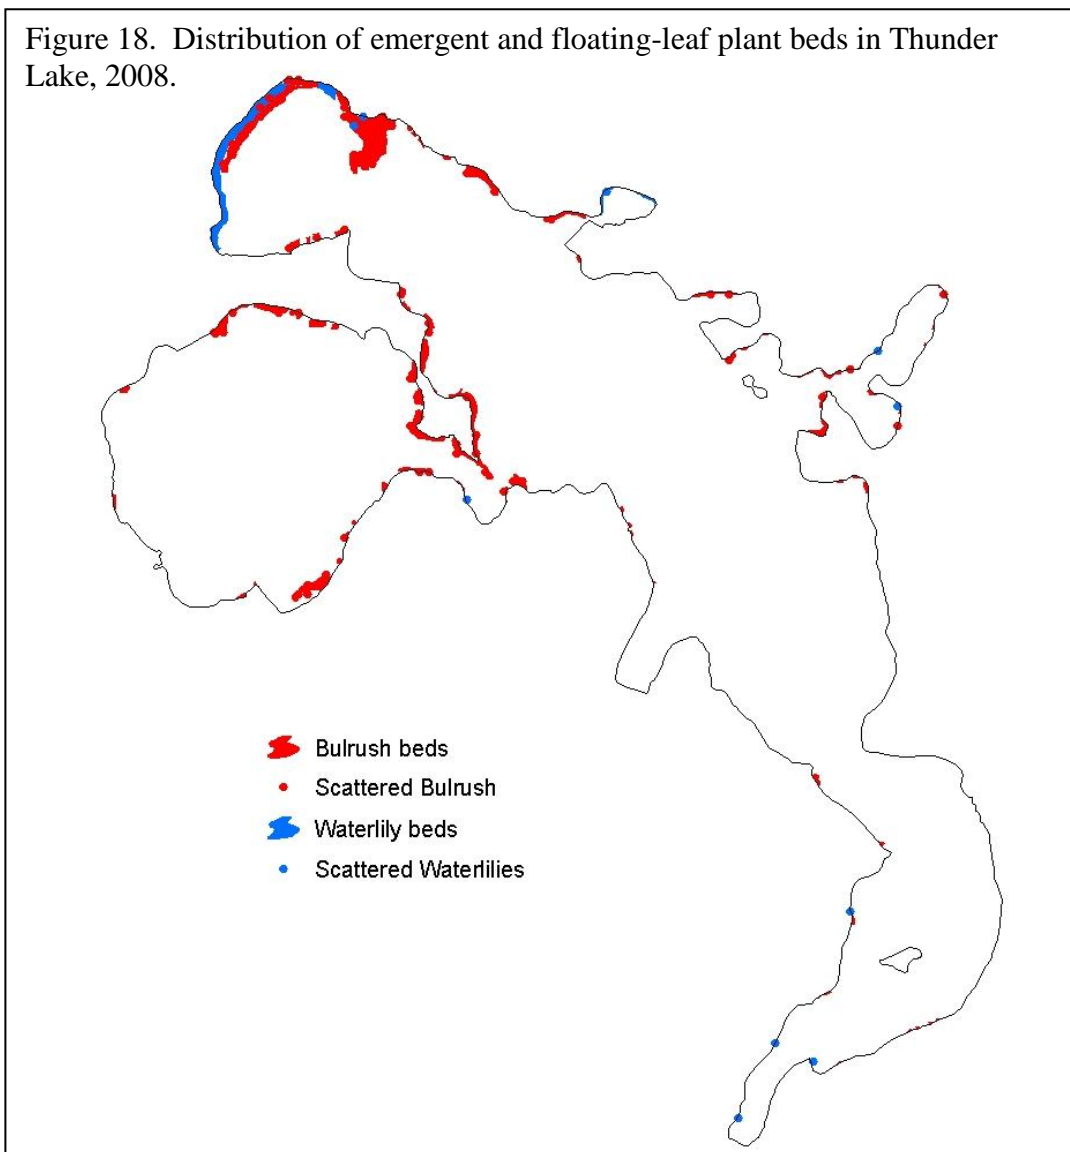 Figure 18.  Distribution of emergent and floating-leaf plant beds in Thunder
Lake, 2008.
Bulrush beds
Scattered Bulrush
Waterlily beds
Scattered Waterlilies